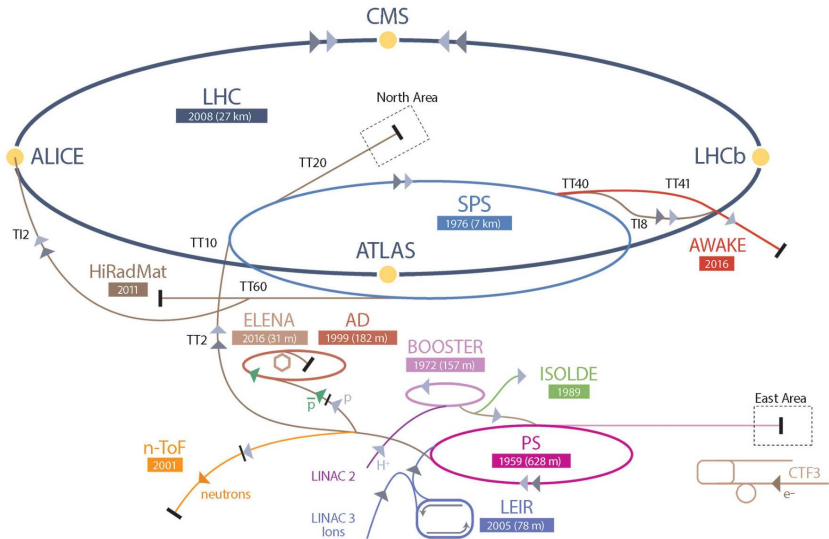 CMS
LHC
2008 (27 km)
North Area
ALICE
TT20
LHCb
TT40
TT41
SPS
1976 (7 km)
TI2
TT10
TI8
ATLAS
AWAKE
2016
HiRadMat
2011
TT60
ELENA
2016 (31 m)
AD
1999 (182 m)
TT2
BOOSTER
1972 (157 m)
ISOLDE
1989
p̅
p
East Area
n-ToF
2001
PS
1959 (628 m)
LINAC 2
H⁺
neutrons
CTF3
e⁻
LEIR
2005 (78 m)
LINAC 3
Ions